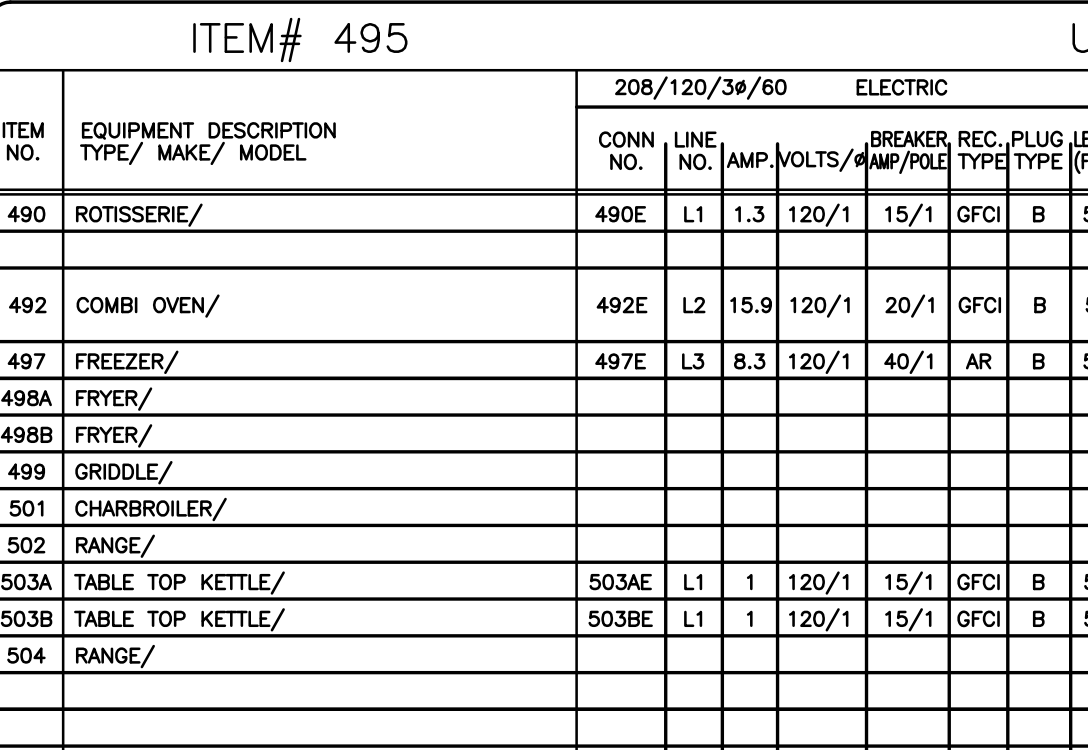 ITEM# 495
208/120/3ø/60 ELECTRIC
ITEM NO. EQUIPMENT DESCRIPTION TYPE/ MAKE/ MODEL CONN NO. LINE NO. AMP. VOLTS/ø BREAKER AMP/POLE REC. TYPE PLUG TYPE
490 ROTISSERIE/ 490E L1 1.3 120/1 15/1 GFCI B
492 COMBI OVEN/ 492E L2 15.9 120/1 20/1 GFCI B
497 FREEZER/ 497E L3 8.3 120/1 40/1 AR B
498A FRYER/
498B FRYER/
499 GRIDDLE/
501 CHARBROILER/
502 RANGE/
503A TABLE TOP KETTLE/ 503AE L1 1 120/1 15/1 GFCI B
503B TABLE TOP KETTLE/ 503BE L1 1 120/1 15/1 GFCI B
504 RANGE/